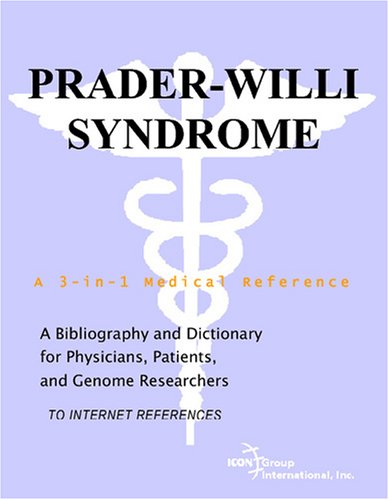 PRADER-WILLI
SYNDROME
A 3-in-1 Medical Reference
A Bibliography and Dictionary
for Physicians, Patients,
and Genome Researchers
TO INTERNET REFERENCES
ICON Group
International, Inc.